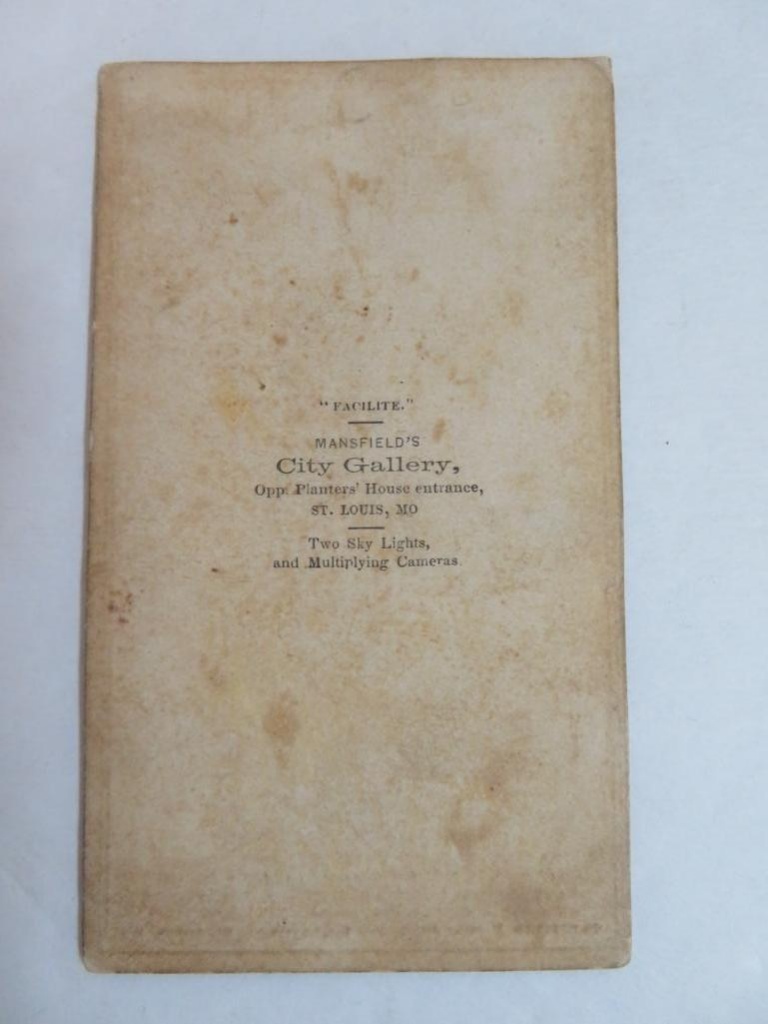 "FACILITE."
MANSFIELD'S
City Gallery,
Opp. Planters' House entrance,
ST. LOUIS, MO
Two Sky Lights,
and Multiplying Cameras